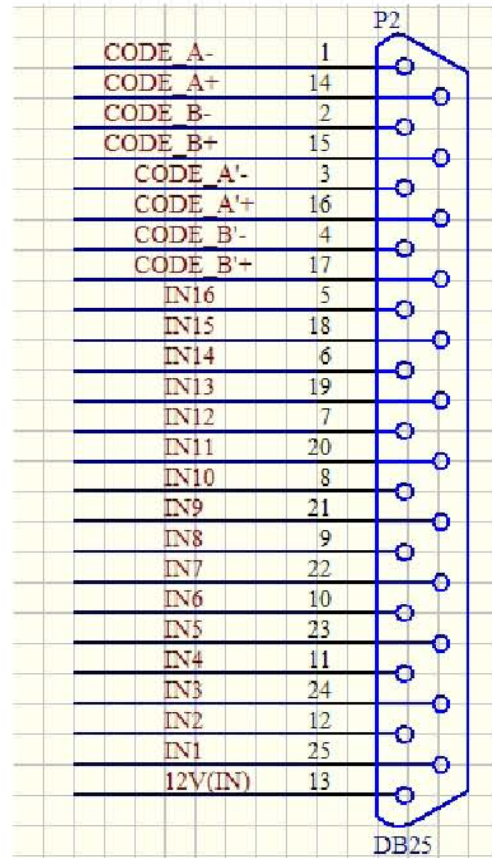 P2
CODE_A- 1
CODE_A+ 14
CODE_B- 2
CODE_B+ 15
CODE_A'- 3
CODE_A'+ 16
CODE_B'- 4
CODE_B'+ 17
IN16 5
IN15 18
IN14 6
IN13 19
IN12 7
IN11 20
IN10 8
IN9 21
IN8 9
IN7 22
IN6 10
IN5 23
IN4 11
IN3 24
IN2 12
IN1 25
12V(IN) 13
DB25